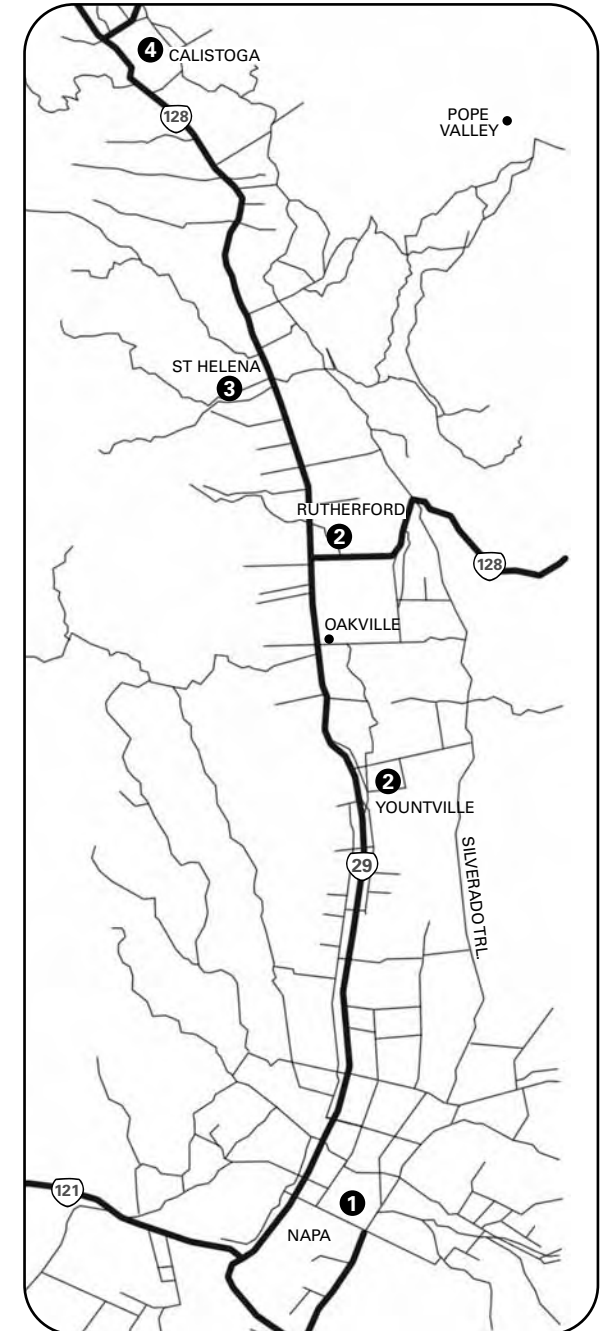 4 CALISTOGA
128
POPE
VALLEY
ST HELENA
3
RUTHERFORD
2
128
OAKVILLE
2
YOUNTVILLE
29
SILVERADO TRL.
121
1
NAPA